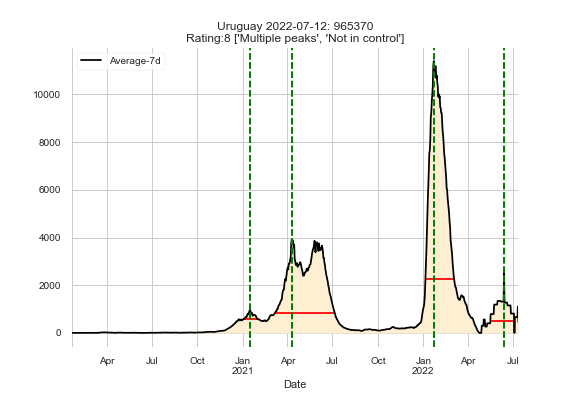 Uruguay 2022-07-12: 965370
Rating:8 ['Multiple peaks', 'Not in control']
Average-7d
10000
8000
6000
4000
2000
0
Apr Jul Oct Jan Apr Jul Oct Jan Apr Jul
2021 2022
Date